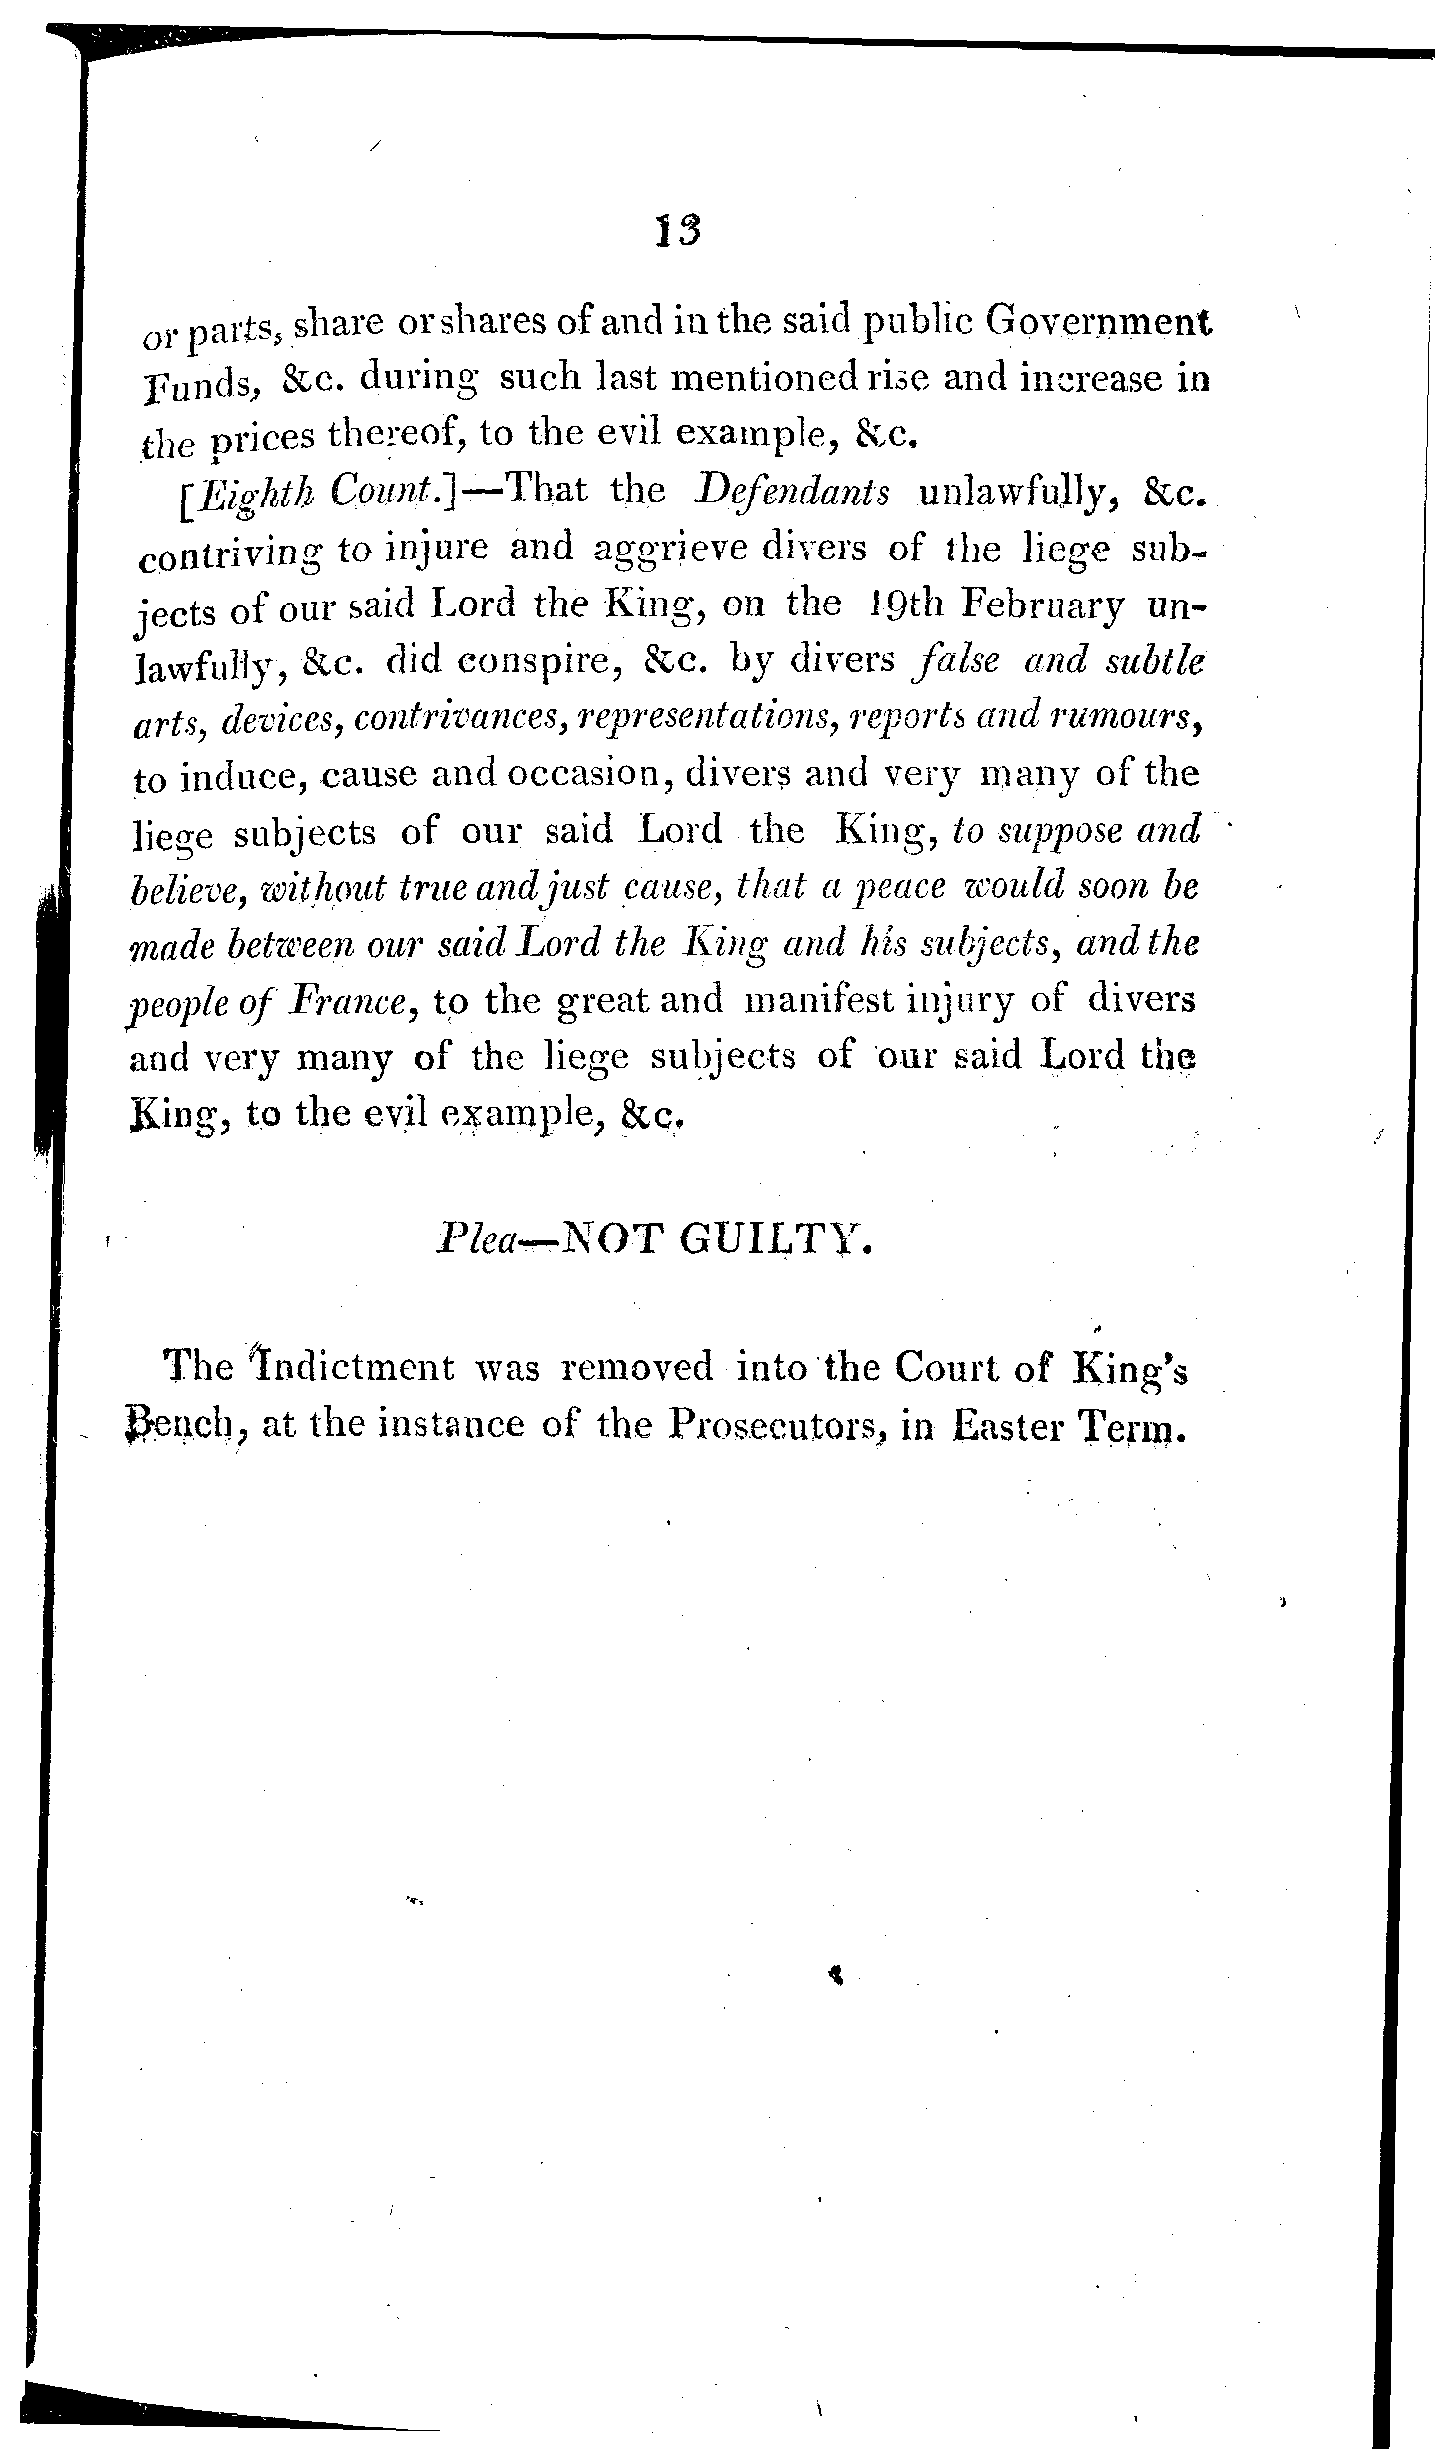 13
or parts, share or shares of and in the said public Government
Funds, &c. during such last mentioned rise and increase in
the prices thereof, to the evil example, &c.
[Eighth Count.]—That the Defendants unlawfully, &c.
contriving to injure and aggrieve divers of the liege sub-
jects of our said Lord the King, on the 19th February un-
lawfully, &c. did conspire, &c. by divers false and subtle
arts, devices, contrivances, representations, reports and rumours,
to induce, cause and occasion, divers and very many of the
liege subjects of our said Lord the King, to suppose and
believe, without true and just cause, that a peace would soon be
made between our said Lord the King and his subjects, and the
people of France, to the great and manifest injury of divers
and very many of the liege subjects of our said Lord the
King, to the evil example, &c.
Plea—NOT GUILTY.
The Indictment was removed into the Court of King's
Bench, at the instance of the Prosecutors, in Easter Term.